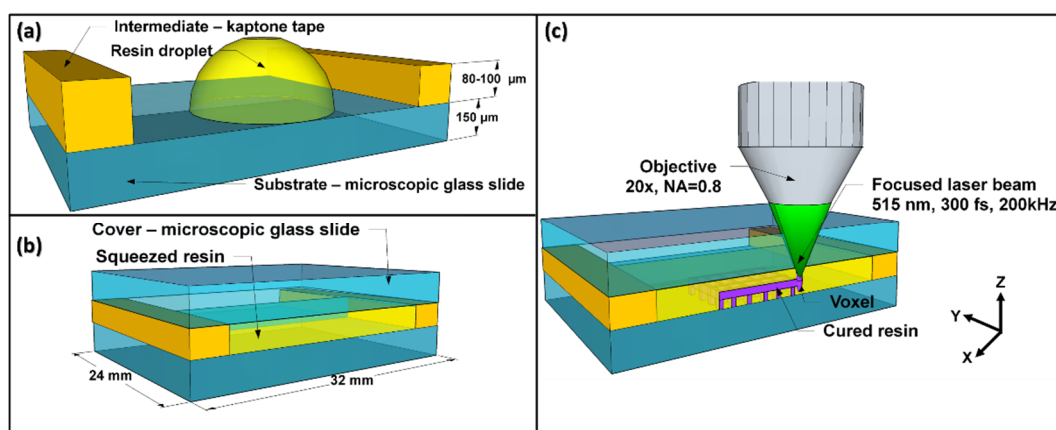 (a)
Intermediate – kaptone tape
Resin droplet
80-100 µm
150 µm
Substrate – microscopic glass slide
(b)
Cover – microscopic glass slide
Squeezed resin
24 mm
32 mm
(c)
Objective
20x, NA=0.8
Focused laser beam
515 nm, 300 fs, 200kHz
Voxel
Cured resin
Z
Y
X